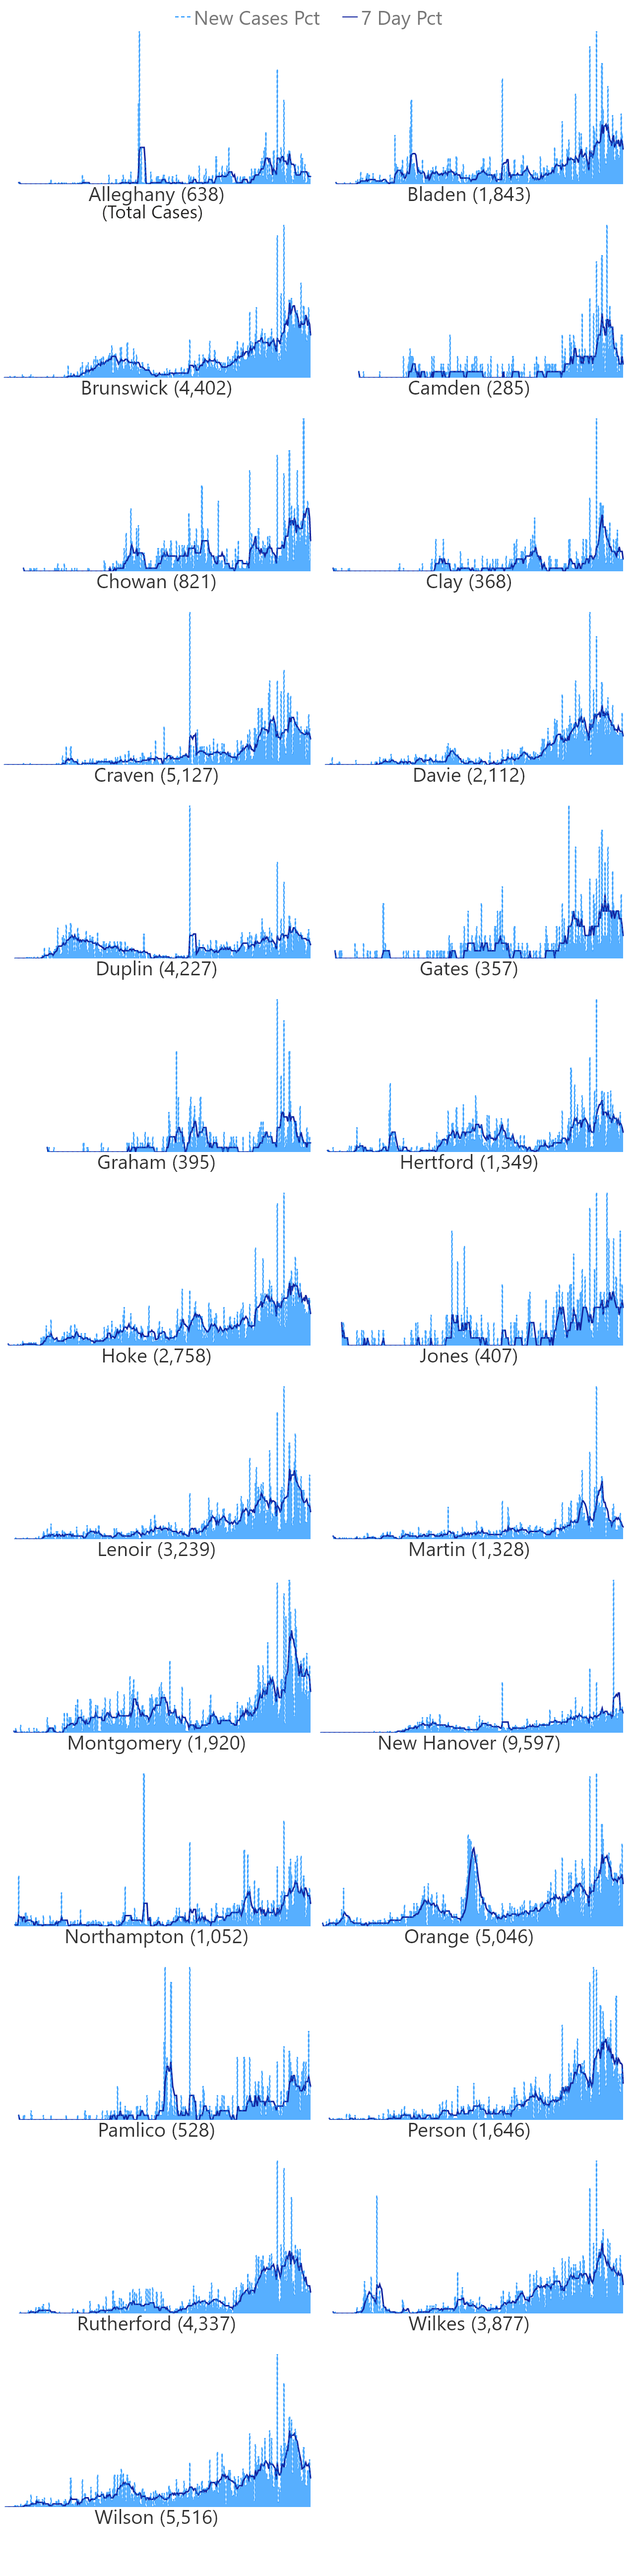 New Cases Pct 7 Day Pct
Alleghany (638)
(Total Cases)
Bladen (1,843)
Brunswick (4,402)
Camden (285)
Chowan (821)
Clay (368)
Craven (5,127)
Davie (2,112)
Duplin (4,227)
Gates (357)
Graham (395)
Hertford (1,349)
Hoke (2,758)
Jones (407)
Lenoir (3,239)
Martin (1,328)
Montgomery (1,920)
New Hanover (9,597)
Northampton (1,052)
Orange (5,046)
Pamlico (528)
Person (1,646)
Rutherford (4,337)
Wilkes (3,877)
Wilson (5,516)